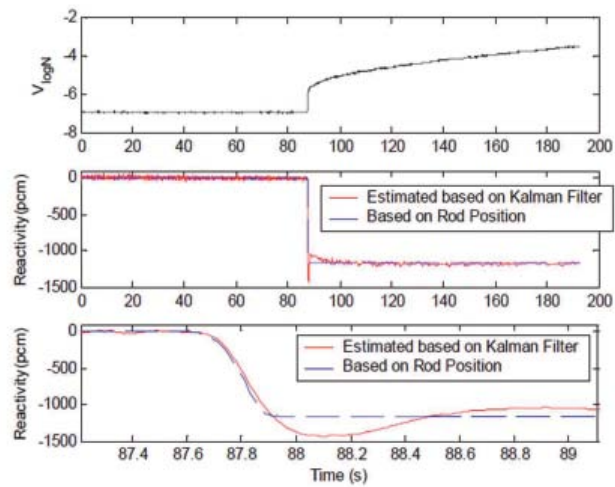 -2
-4
-6
-8
V_logN
0 20 40 60 80 100 120 140 160 180 200
0
-500
-1000
-1500
Reactivity(pcm)
Estimated based on Kalman Filter
Based on Rod Position
0 20 40 60 80 100 120 140 160 180 200
0
-500
-1000
-1500
Reactivity(pcm)
Estimated based on Kalman Filter
Based on Rod Position
87.4 87.6 87.8 88 88.2 88.4 88.6 88.8 89
Time (s)